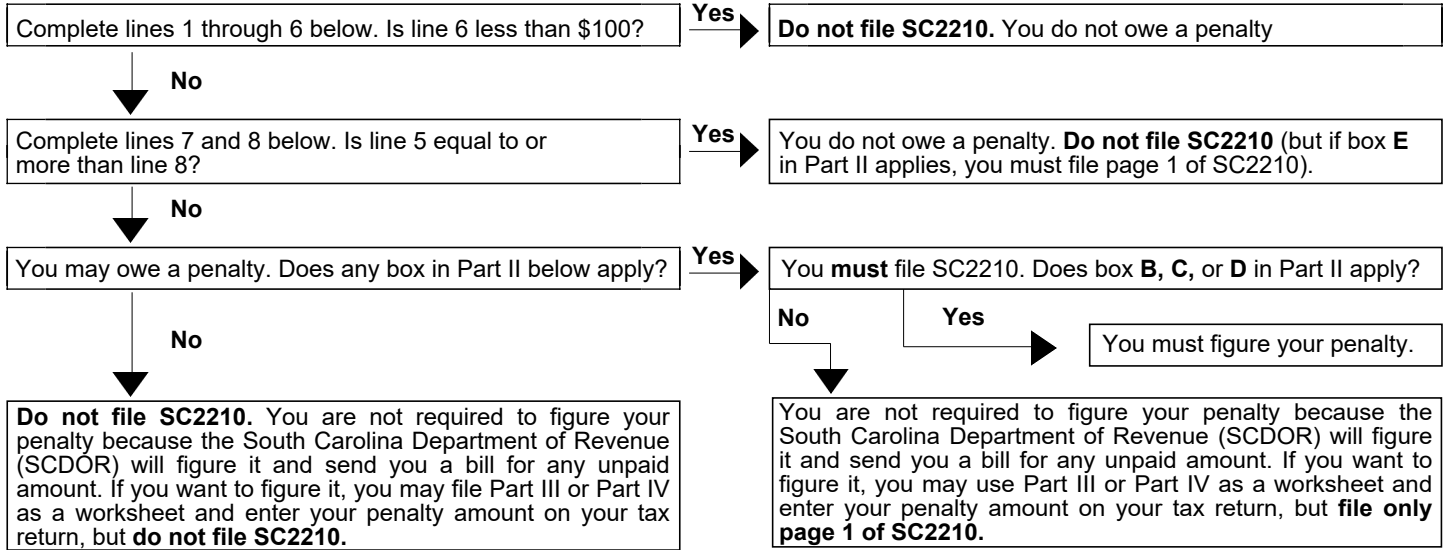 Complete lines 1 through 6 below. Is line 6 less than $100?
Yes
Do not file SC2210. You do not owe a penalty
No
Complete lines 7 and 8 below. Is line 5 equal to or
more than line 8?
Yes
You do not owe a penalty. Do not file SC2210 (but if box E
in Part II applies, you must file page 1 of SC2210).
No
You may owe a penalty. Does any box in Part II below apply?
Yes
You must file SC2210. Does box B, C, or D in Part II apply?
No
No
Yes
You must figure your penalty.
Do not file SC2210. You are not required to figure your
penalty because the South Carolina Department of Revenue
(SCDOR) will figure it and send you a bill for any unpaid
amount. If you want to figure it, you may file Part III or Part IV
as a worksheet and enter your penalty amount on your tax
return, but do not file SC2210.
You are not required to figure your penalty because the
South Carolina Department of Revenue (SCDOR) will figure
it and send you a bill for any unpaid amount. If you want to
figure it, you may use Part III or Part IV as a worksheet and
enter your penalty amount on your tax return, but file only
page 1 of SC2210.